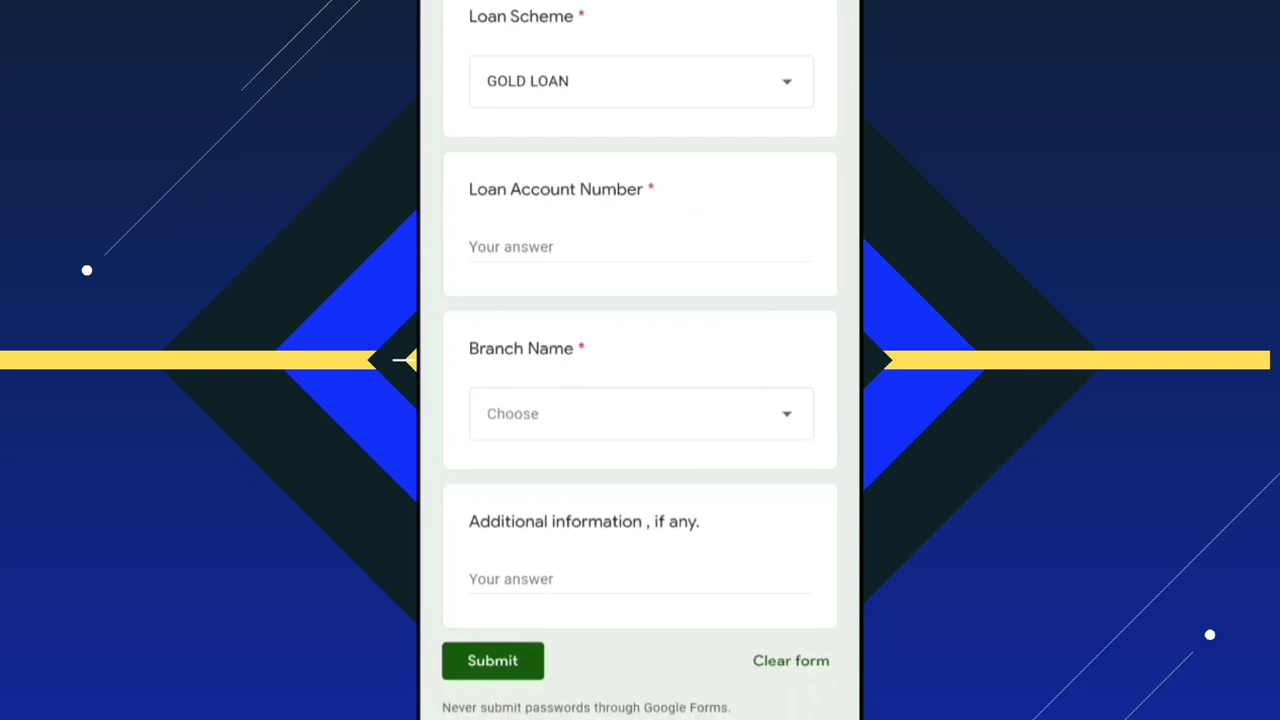 Loan Scheme *
GOLD LOAN
Loan Account Number *
Your answer
Branch Name *
Choose
Additional information , if any.
Your answer
Submit
Clear form
Never submit passwords through Google Forms.